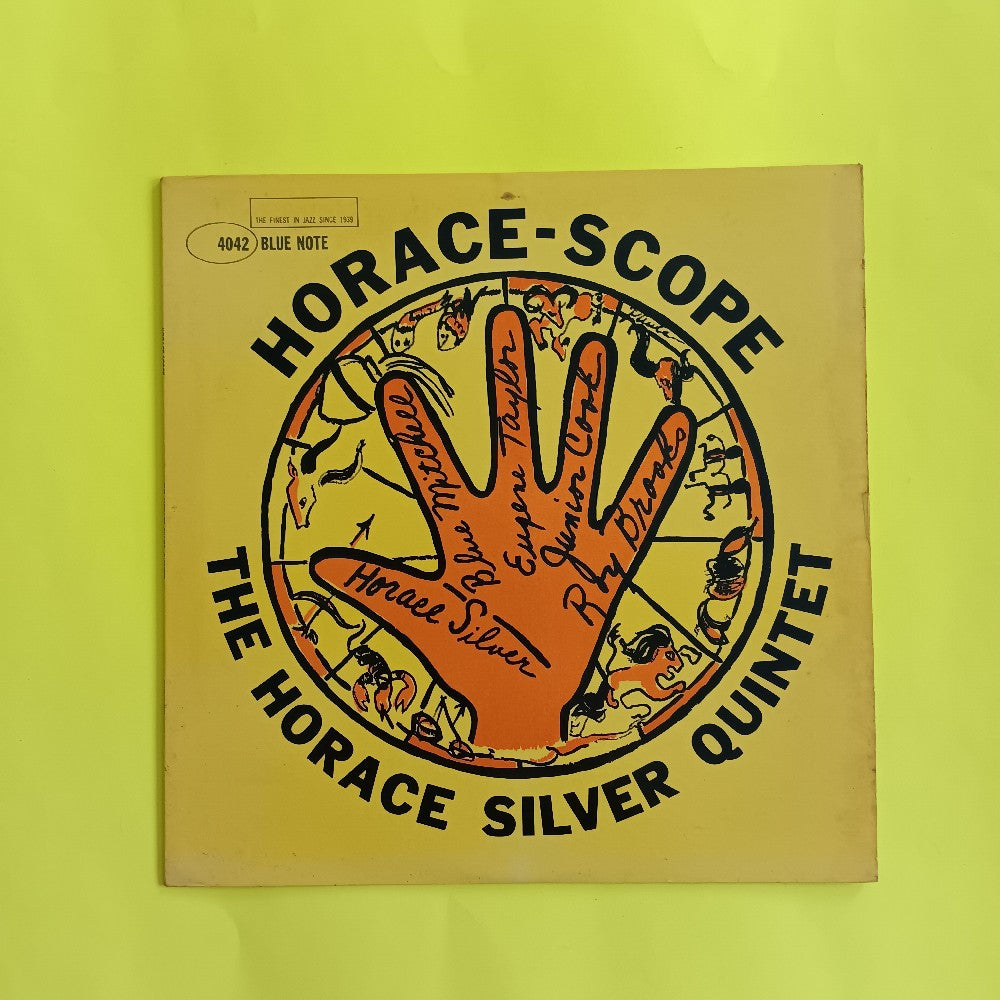 THE FINEST IN JAZZ SINCE 1939
4042 BLUE NOTE
HORACE-SCOPE
Horace Silver
Blue Mitchell
Eugene Taylor
Junior Cook
Roy Brooks
THE HORACE SILVER QUINTET